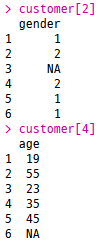 > customer[2]
gender
1 1
2 2
3 NA
4 2
5 1
6 1
> customer[4]
age
1 19
2 55
3 23
4 35
5 45
6 NA